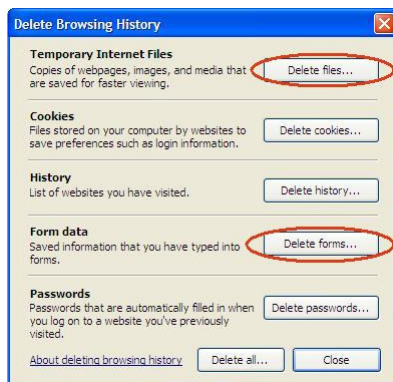 Delete Browsing History
Temporary Internet Files
Copies of webpages, images, and media that
are saved for faster viewing.
Delete files...
Cookies
Files stored on your computer by websites to
save preferences such as login information.
Delete cookies...
History
List of websites you have visited.
Delete history...
Form data
Saved information that you have typed into
forms.
Delete forms...
Passwords
Passwords that are automatically filled in when
you log on to a website you've previously
visited.
Delete passwords...
About deleting browsing history
Delete all...
Close